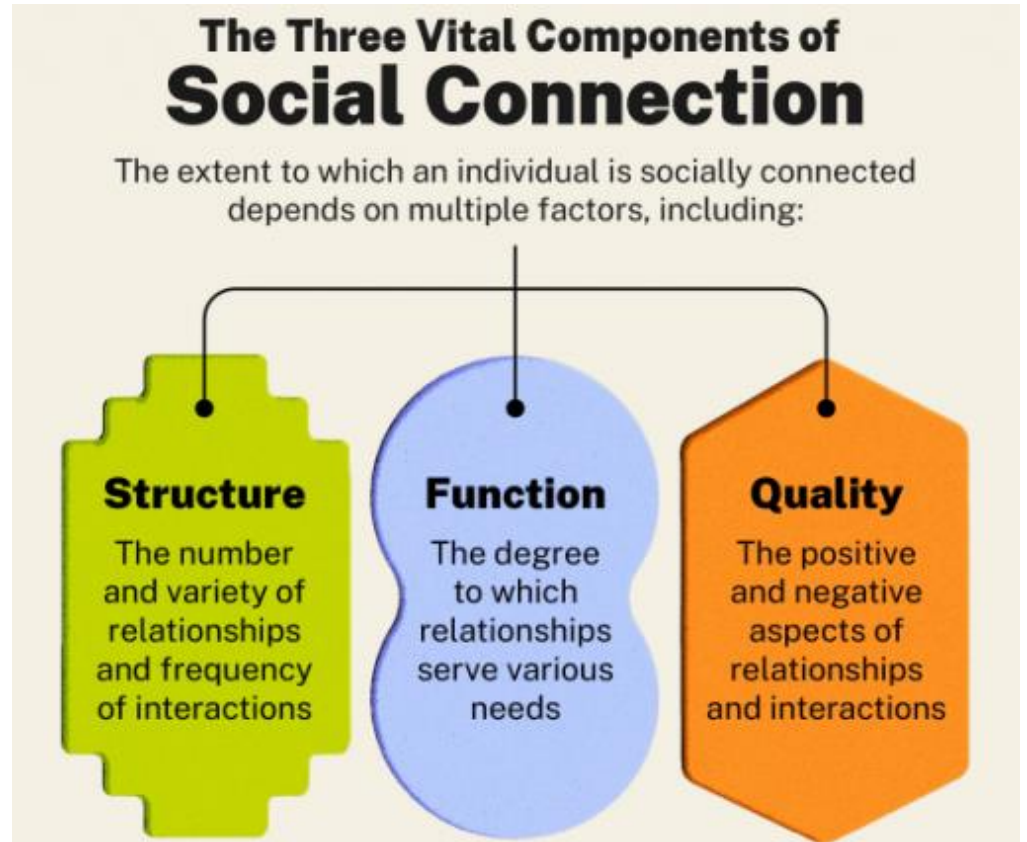 The Three Vital Components of
Social Connection
The extent to which an individual is socially connected
depends on multiple factors, including:
Structure
The number
and variety of
relationships
and frequency
of interactions
Function
The degree
to which
relationships
serve various
needs
Quality
The positive
and negative
aspects of
relationships
and interactions